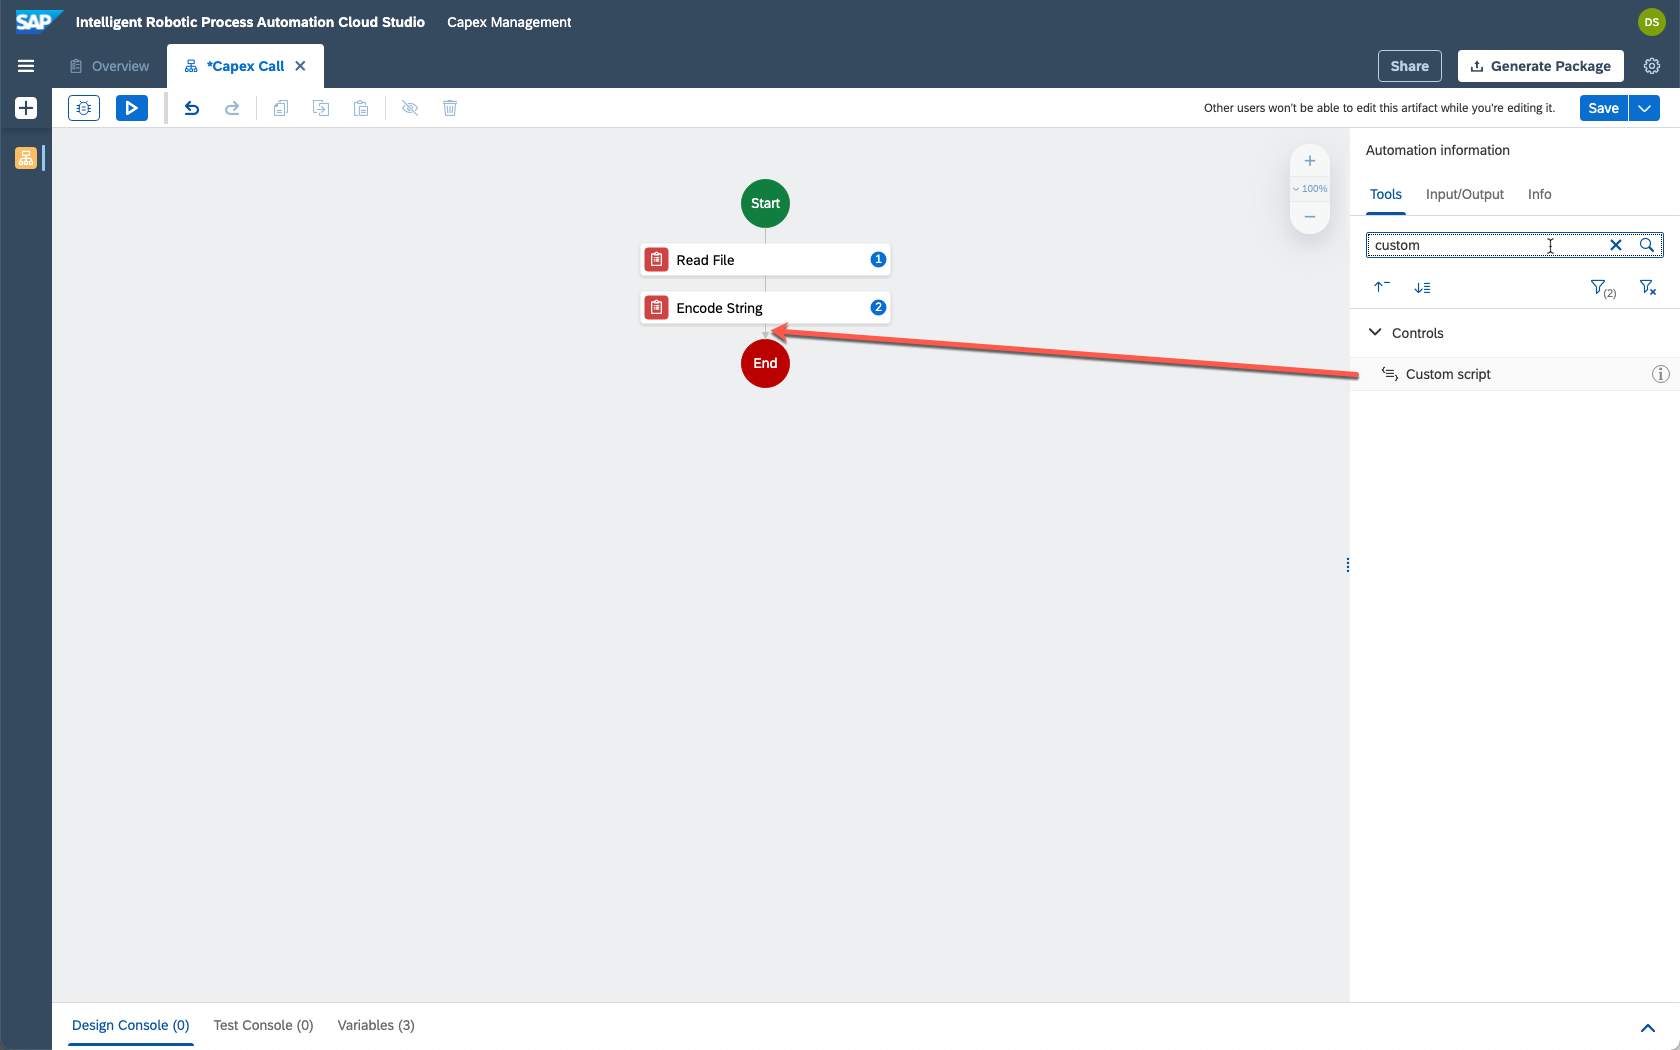 SAP Intelligent Robotic Process Automation Cloud Studio Capex Management DS
Overview *Capex Call Share Generate Package
Other users won't be able to edit this artifact while you're editing it. Save
Automation information
Tools Input/Output Info
custom
(2)
Controls
Custom script
100%
Start
Read File 1
Encode String 2
End
Design Console (0) Test Console (0) Variables (3)